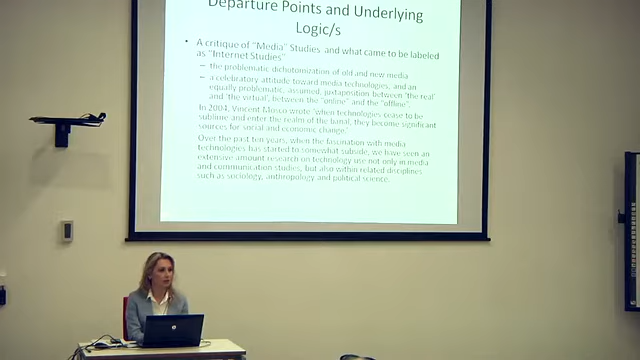 Departure Points and Underlying
Logic/s
• A critique of "Media" Studies and what came to be labeled
as "Internet Studies"
– the problematic dichotomization of old and new media
– a celebratory attitude toward media technologies, and an
equally problematic, assumed, juxtaposition between 'the real'
and 'the virtual', between the "online" and the "offline".
In 2004, Vincent Mosco wrote 'when technologies cease to be
sublime and enter the realm of the banal, they become significant
sources for social and economic change.'
Over the past ten years, when the fascination with media
technologies has started to somewhat subside, we have seen an
extensive amount research on technology use not only in media
and communication studies, but also within related disciplines
such as sociology, anthropology and political science.